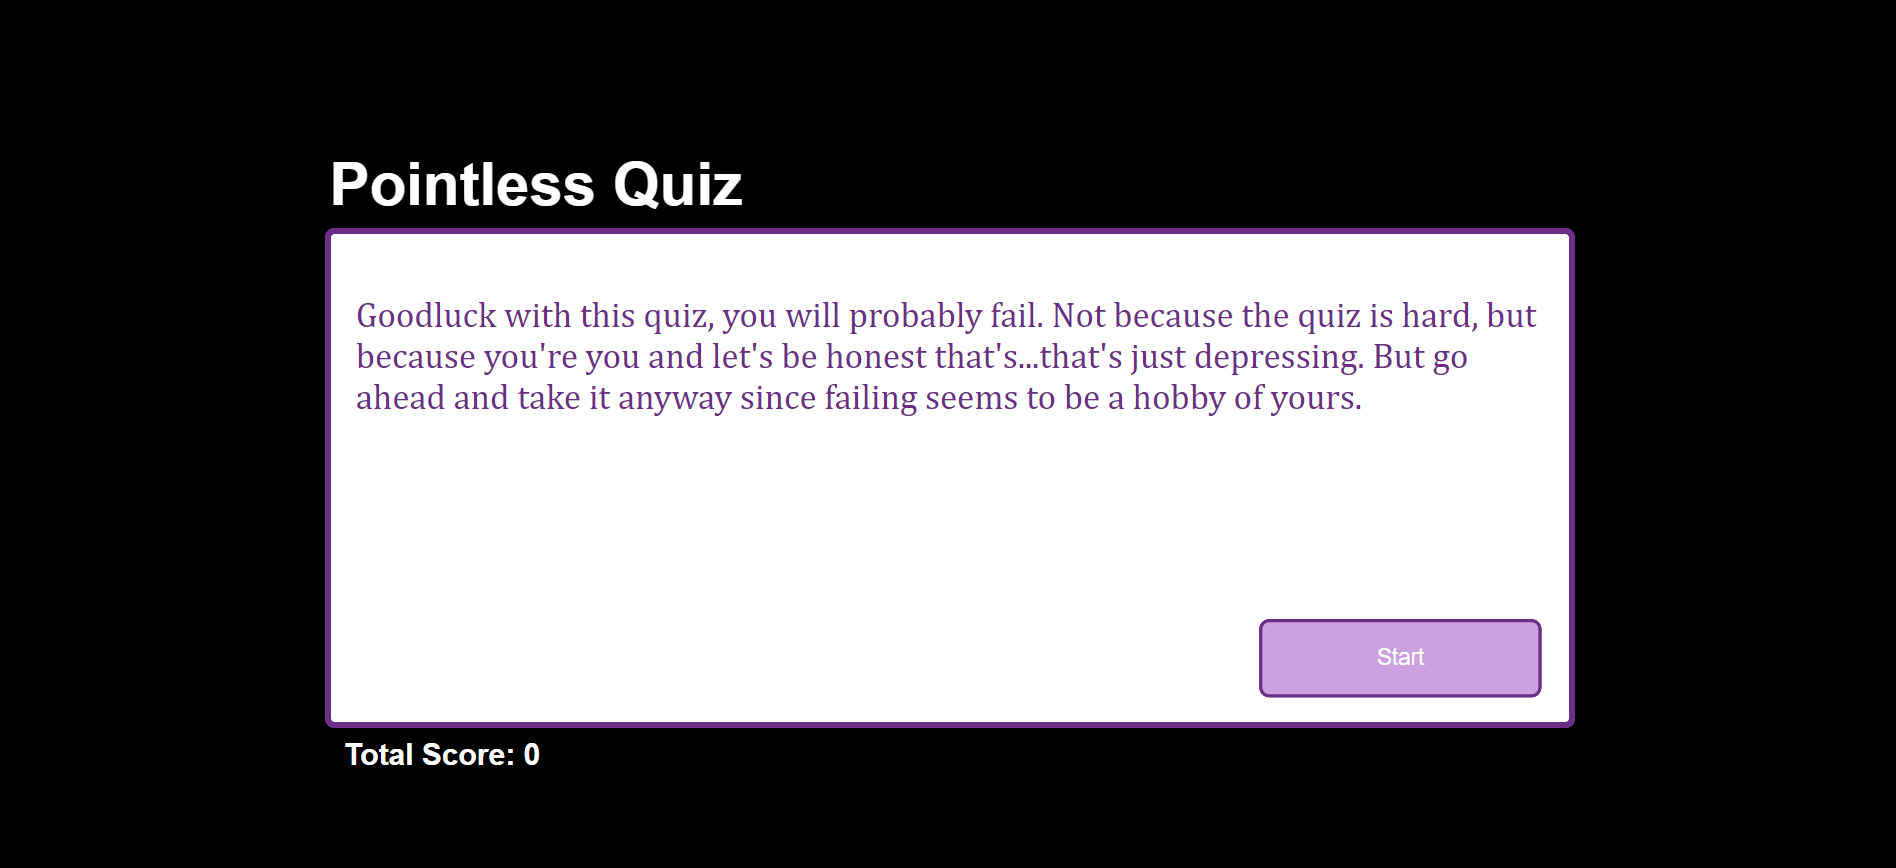 Pointless Quiz
Goodluck with this quiz, you will probably fail. Not because the quiz is hard, but
because you're you and let's be honest that's...that's just depressing. But go
ahead and take it anyway since failing seems to be a hobby of yours.
Start
Total Score: 0